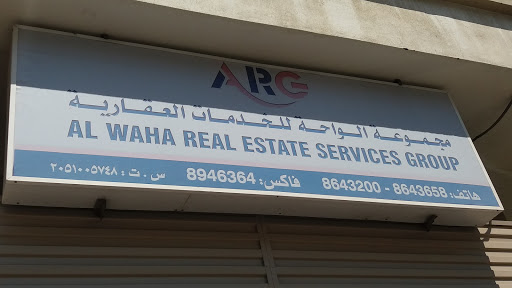 ARG
مجموعة الواحة للخدمات العقارية
AL WAHA REAL ESTATE SERVICES GROUP
هاتف: 8643658 - 8643200 فاكس: 8946364 س.ت: ٢٠٥١٠٠٥٧٤٨